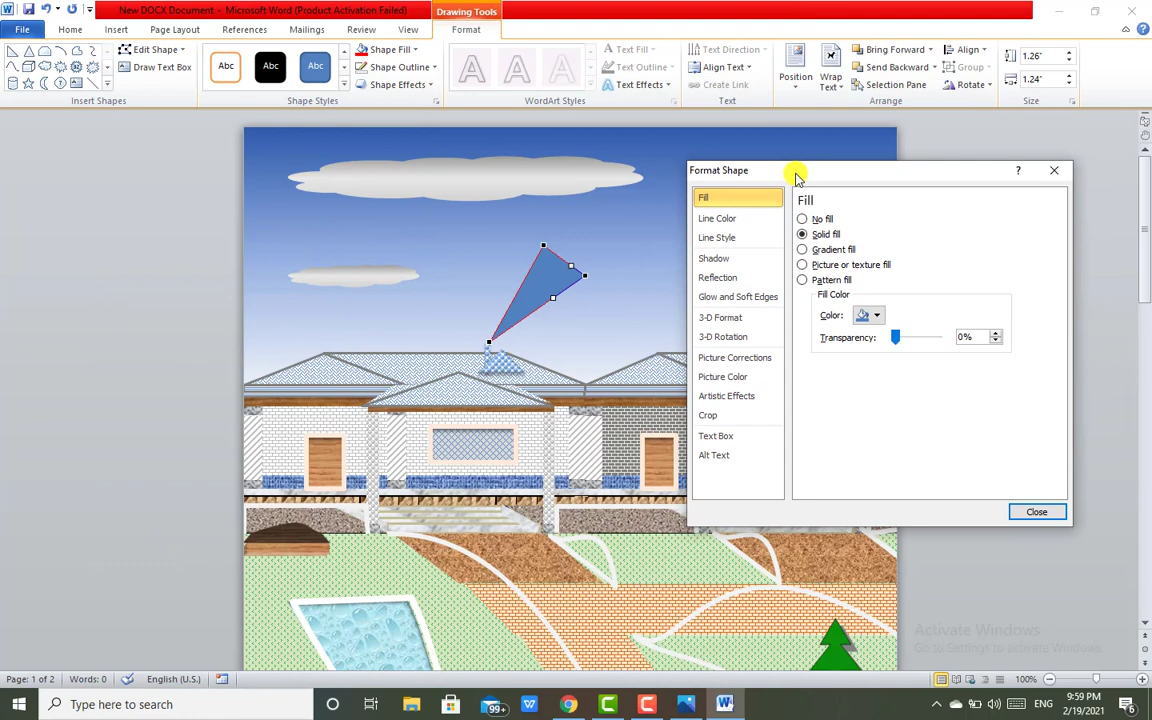 New DOCX Document - Microsoft Word (Product Activation Failed)
Drawing Tools
File
Home
Insert
Page Layout
References
Mailings
Review
View
Format
Edit Shape
Draw Text Box
Insert Shapes
Abc
Abc
Abc
Shape Fill
Shape Outline
Shape Effects
Shape Styles
A A A
Text Fill
Text Outline
Text Effects
WordArt Styles
Text Direction
Align Text
Create Link
Text
Position
Wrap
Text
Bring Forward
Send Backward
Selection Pane
Align
Group
Rotate
Arrange
1.26"
1.24"
Size
Format Shape
Fill
Line Color
Line Style
Shadow
Reflection
Glow and Soft Edges
3-D Format
3-D Rotation
Picture Corrections
Picture Color
Artistic Effects
Crop
Text Box
Alt Text
Fill
No fill
Solid fill
Gradient fill
Picture or texture fill
Pattern fill
Fill Color
Color:
Transparency:
0%
Close
Activate Windows
Go to Settings to activate Windows.
Page: 1 of 2
Words: 0
English (U.S.)
100%
Type here to search
99+
ENG
9:59 PM
2/19/2021
6